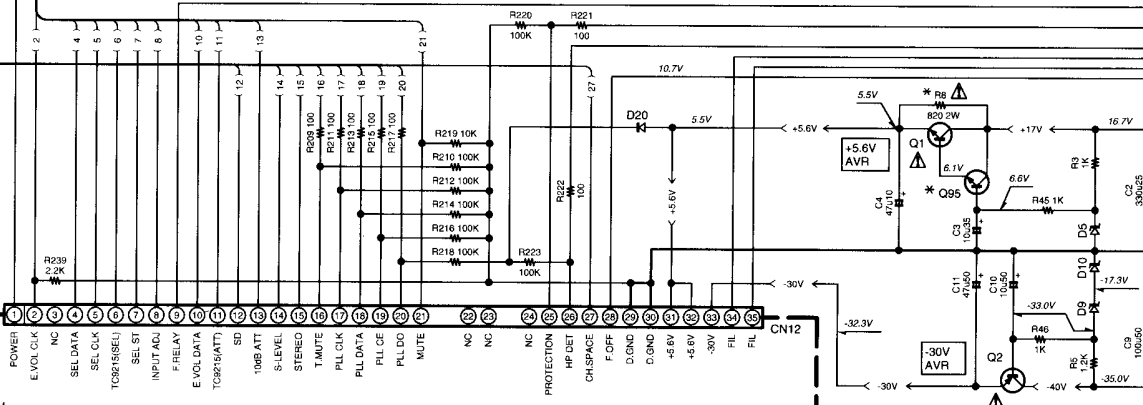 R220
100K
R221
100
2
4
5
6
7
8
10
11
13
21
12
14
15
16
17
18
19
20
27
10.7V
R209 100
R211 100
R213 100
R215 100
R217 100
R219 10K
R210 100K
R212 100K
R214 100K
R216 100K
R218 100K
R222
100
R223
100K
R239
2.2K
D20
5.5V
+5.6V
5.5V
+5.6V
* R8
820 2W
+17V
16.7V
+5.6V
AVR
Q1
6.1V
* Q95
6.6V
R3
1K
C2
330u25
C4
47u10
R45 1K
C3
10u35
D5
D10
-17.3V
C11
47u50
C10
10u50
D9
-33.0V
-30V
-32.3V
R46
1K
C9
100u50
R5
1.2K
-30V
AVR
Q2
-30V
-40V
-35.0V
1 2 3 4 5 6 7 8 9 10 11 12 13 14 15 16 17 18 19 20 21 22 23 24 25 26 27 28 29 30 31 32 33 34 35
CN12
POWER
E.VOL CLK
NC
SEL DATA
SEL CLK
TC9215(SEL)
SEL ST
INPUT ADJ
F.RELAY
E.VOL DATA
TC9215(ATT)
SD
10dB ATT
S-LEVEL
STEREO
T.MUTE
PLL CLK
PLL DATA
PLL CE
PLL DO
MUTE
NC
NC
NC
PROTECTION
HP DET
CH.SPACE
F.OFF
D.GND
D.GND
+5.6V
+5.6V
-30V
FIL
FIL